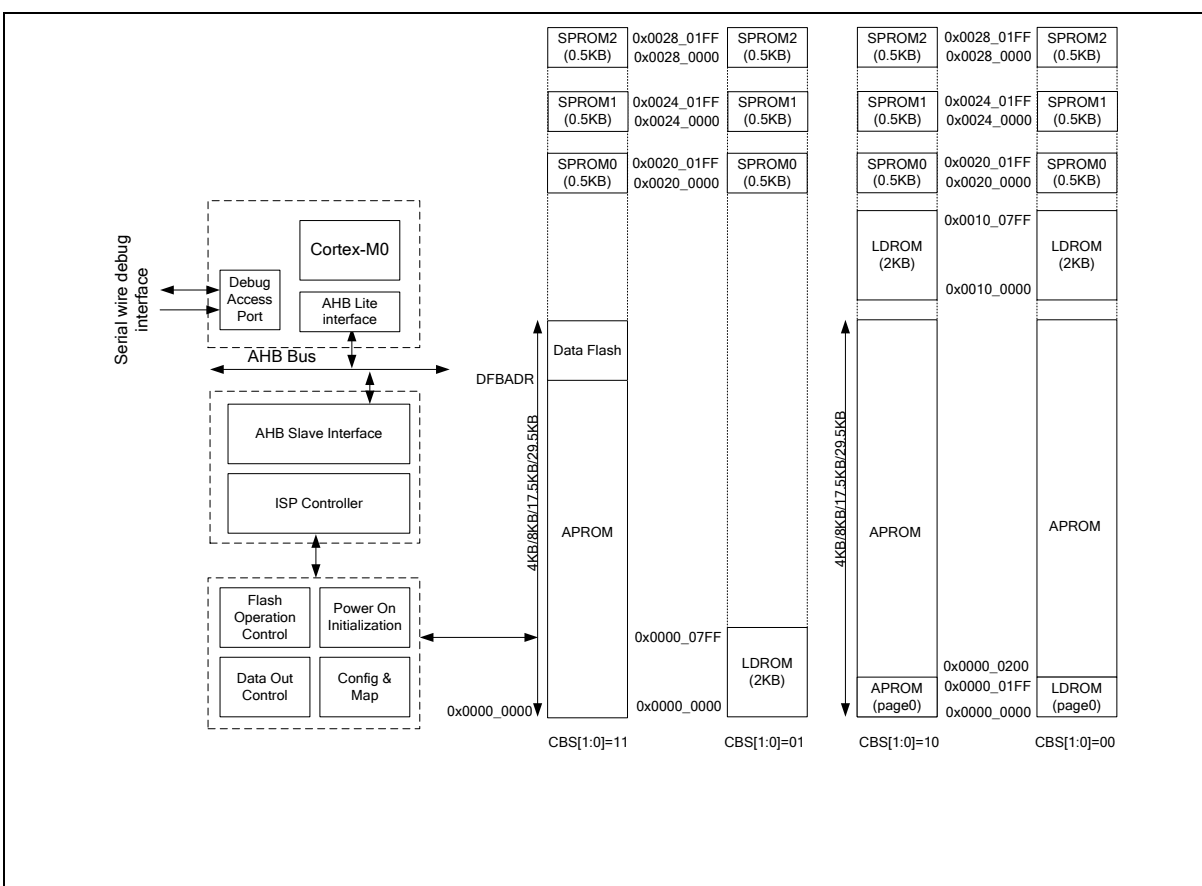 SPROM2
(0.5KB)
0x0028_01FF
0x0028_0000
SPROM2
(0.5KB)
SPROM1
(0.5KB)
0x0024_01FF
0x0024_0000
SPROM1
(0.5KB)
SPROM0
(0.5KB)
0x0020_01FF
0x0020_0000
SPROM0
(0.5KB)
SPROM2
(0.5KB)
0x0028_01FF
0x0028_0000
SPROM2
(0.5KB)
SPROM1
(0.5KB)
0x0024_01FF
0x0024_0000
SPROM1
(0.5KB)
SPROM0
(0.5KB)
0x0020_01FF
0x0020_0000
SPROM0
(0.5KB)
LDROM
(2KB)
0x0010_07FF
0x0010_0000
LDROM
(2KB)
Serial wire debug
interface
Cortex-M0
Debug
Access
Port
AHB Lite
interface
AHB Bus
AHB Slave Interface
ISP Controller
Flash
Operation
Control
Power On
Initialization
Data Out
Control
Config &
Map
DFBADR
4KB/8KB/17.5KB/29.5KB
0x0000_0000
Data Flash
APROM
0x0000_07FF
0x0000_0000
LDROM
(2KB)
4KB/8KB/17.5KB/29.5KB
APROM
APROM
(page0)
0x0000_0200
0x0000_01FF
0x0000_0000
APROM
LDROM
(page0)
CBS[1:0]=11
CBS[1:0]=01
CBS[1:0]=10
CBS[1:0]=00